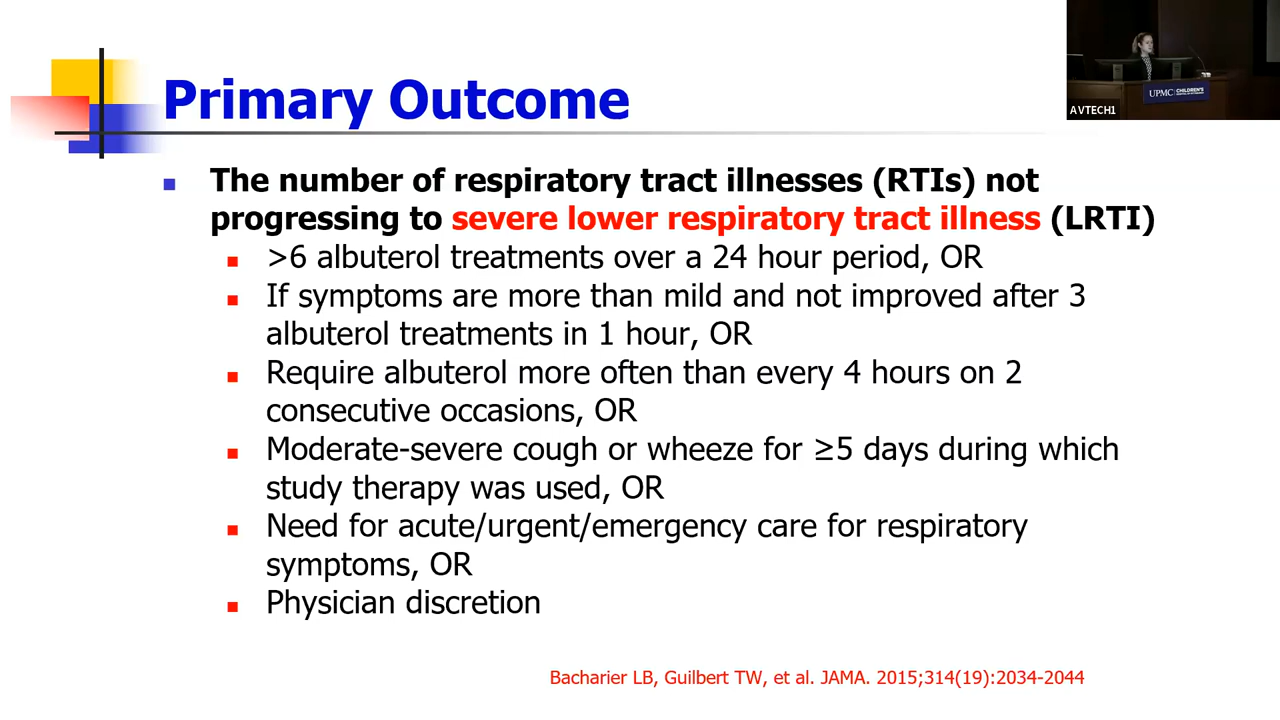 Primary Outcome
The number of respiratory tract illnesses (RTIs) not
progressing to severe lower respiratory tract illness (LRTI)
>6 albuterol treatments over a 24 hour period, OR
If symptoms are more than mild and not improved after 3
albuterol treatments in 1 hour, OR
Require albuterol more often than every 4 hours on 2
consecutive occasions, OR
Moderate-severe cough or wheeze for ≥5 days during which
study therapy was used, OR
Need for acute/urgent/emergency care for respiratory
symptoms, OR
Physician discretion
Bacharier LB, Guilbert TW, et al. JAMA. 2015;314(19):2034-2044
UPMC CHILDREN'S
AVTECH1